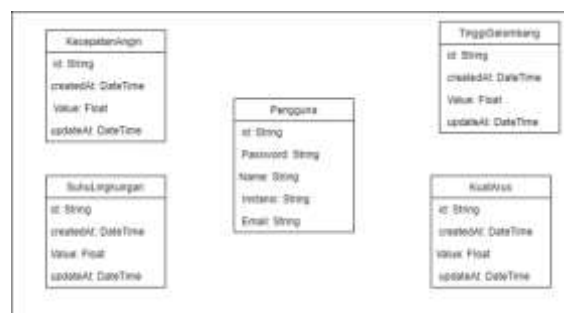 KecepatanAngin
id: String
createdAt: DateTime
Value: Float
updateAt: DateTime
TinggiGelombang
id: String
createdAt: DateTime
Value: Float
updateAt: DateTime
Pengguna
id: String
Password: String
Name: String
Instansi: String
Email: String
SuhuLingkungan
id: String
createdAt: DateTime
Value: Float
updateAt: DateTime
KuatArus
id: String
createdAt: DateTime
Value: Float
updateAt: DateTime